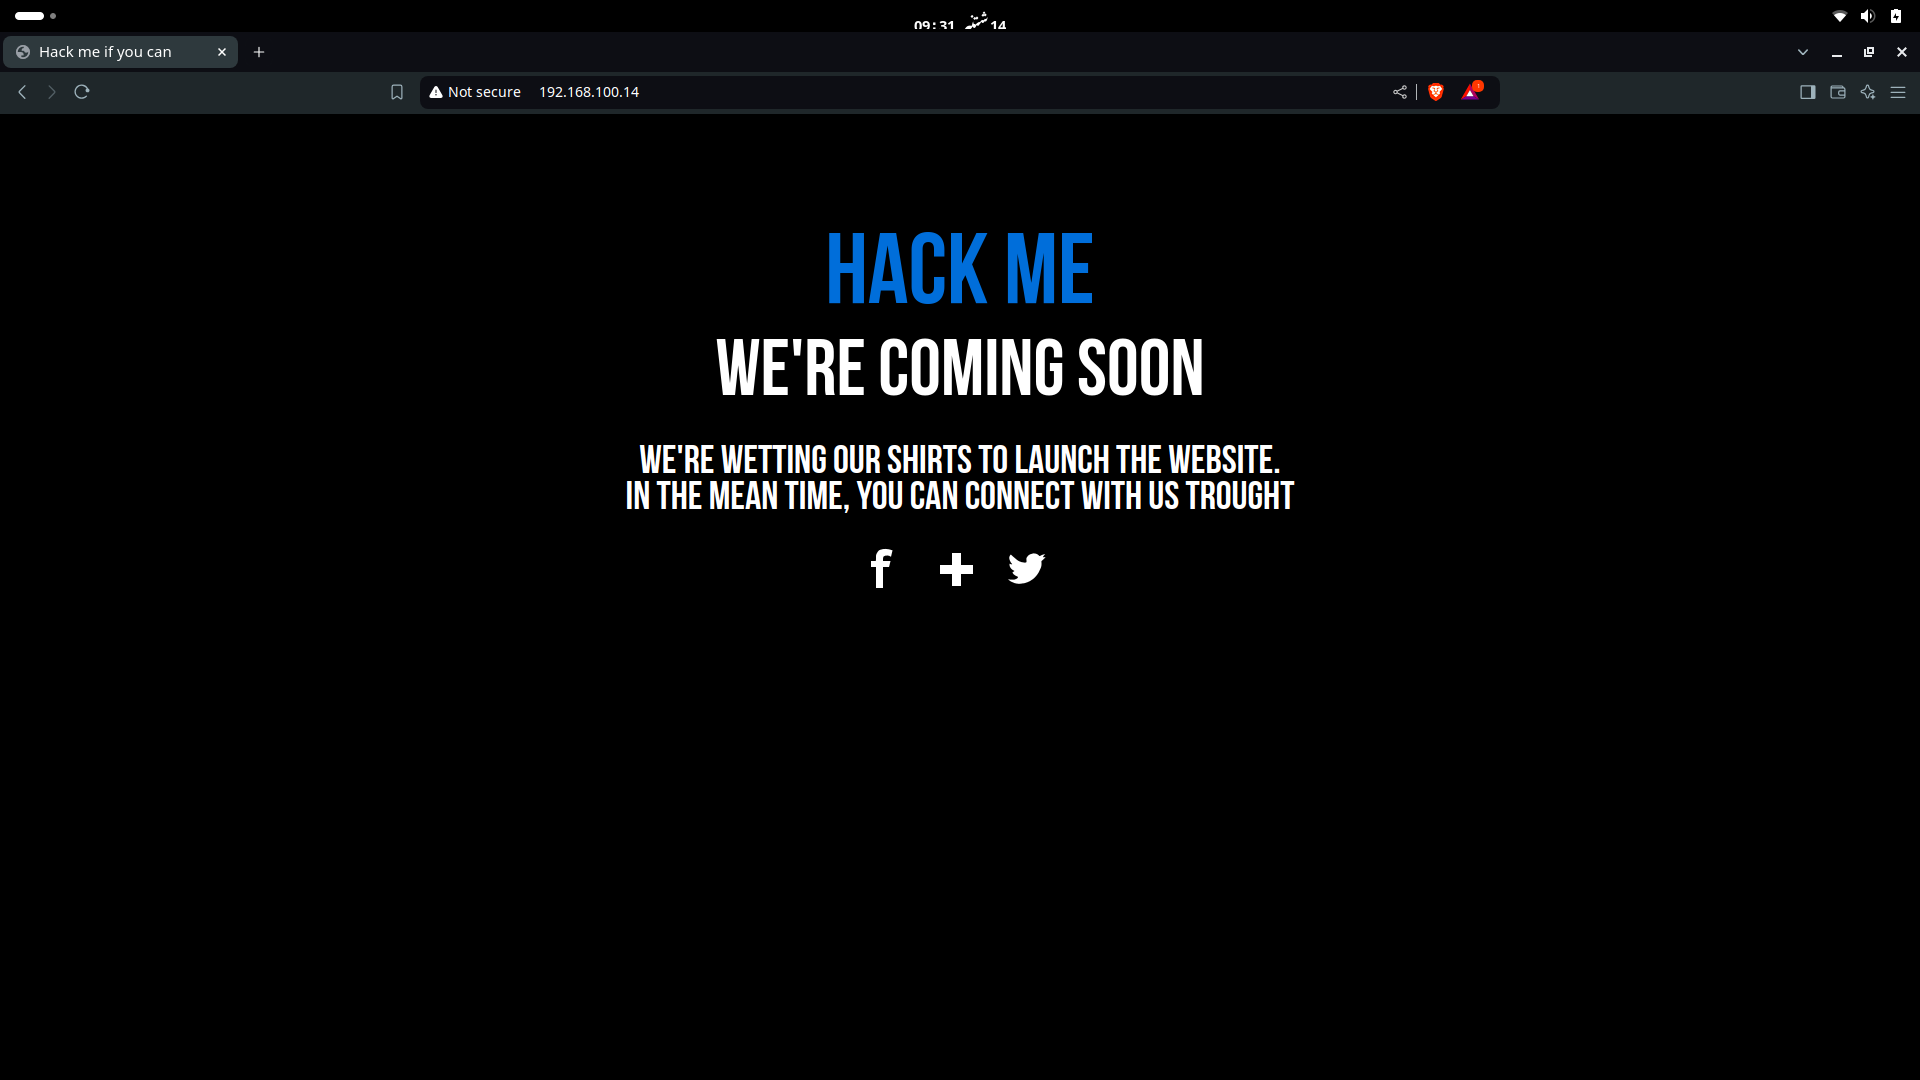 09:31
14
Hack me if you can
Not secure 192.168.100.14
HACK ME
WE'RE COMING SOON
WE'RE WETTING OUR SHIRTS TO LAUNCH THE WEBSITE.
IN THE MEAN TIME, YOU CAN CONNECT WITH US TROUGHT